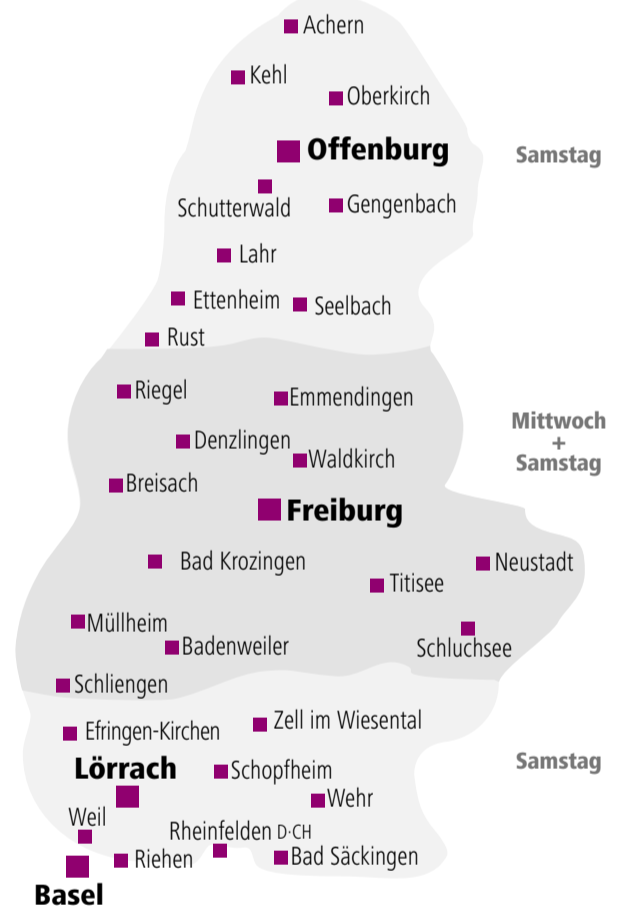 Achern
Kehl
Oberkirch
Offenburg
Samstag
Schutterwald
Gengenbach
Lahr
Ettenheim
Seelbach
Rust
Riegel
Emmendingen
Mittwoch
+
Samstag
Denzlingen
Waldkirch
Breisach
Freiburg
Bad Krozingen
Neustadt
Titisee
Müllheim
Badenweiler
Schluchsee
Schliengen
Efringen-Kirchen
Zell im Wiesental
Lörrach
Schopfheim
Samstag
Wehr
Weil
Rheinfelden D·CH
Riehen
Bad Säckingen
Basel